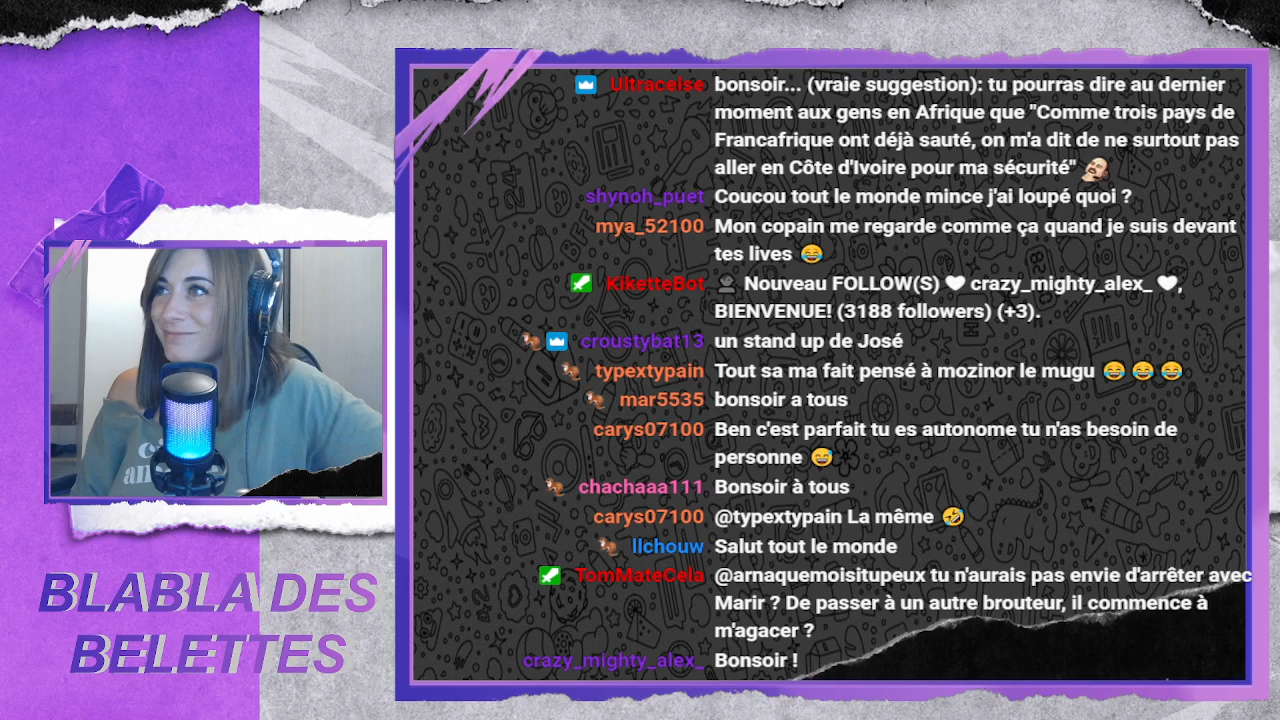 Ultracelse bonsoir... (vraie suggestion): tu pourras dire au dernier
moment aux gens en Afrique que "Comme trois pays de
Francafrique ont déjà sauté, on m'a dit de ne surtout pas
aller en Côte d'Ivoire pour ma sécurité"
shynoh_puet Coucou tout le monde mince j'ai loupé quoi ?
mya_52100 Mon copain me regarde comme ça quand je suis devant
tes lives 😂
KiketteBot Nouveau FOLLOW(S) 🤍 crazy_mighty_alex_ 🤍,
BIENVENUE! (3188 followers) (+3).
croustybat13 un stand up de José
typextypain Tout sa ma fait pensé à mozinor le mugu 😂 😂 😂
mar5535 bonsoir a tous
carys07100 Ben c'est parfait tu es autonome tu n'as besoin de
personne 😅
chachaaa111 Bonsoir à tous
carys07100 @typextypain La même 🤣
llchouw Salut tout le monde
TomMateCela @arnaquemoisitupeux tu n'aurais pas envie d'arrêter avec
Marir ? De passer à un autre brouteur, il commence à
m'agacer ?
crazy_mighty_alex_ Bonsoir !
BLABLA DES
BELETTES